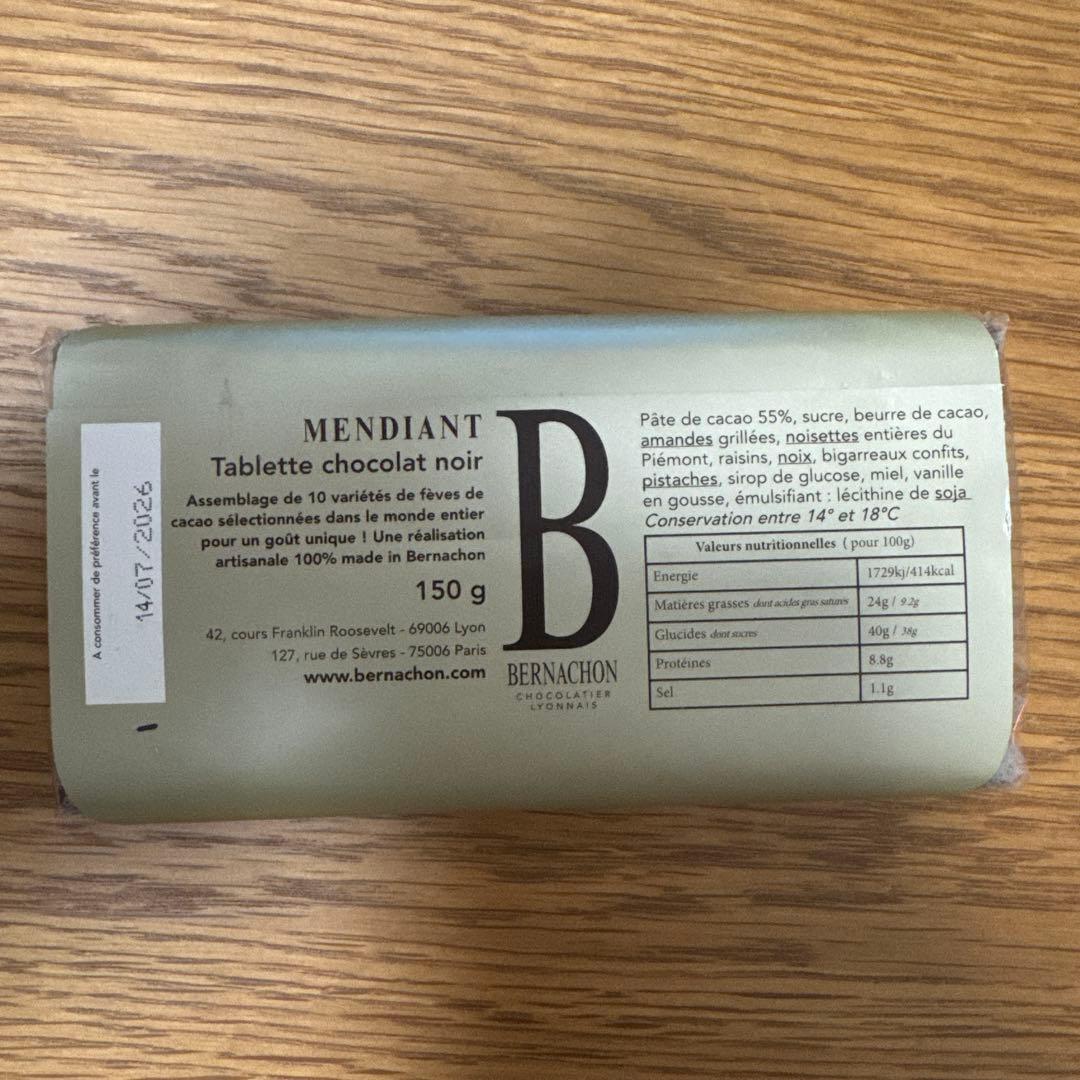 A consommer de préférence avant le
14/07/2026
MENDIANT
Tablette chocolat noir
Assemblage de 10 variétés de fèves de
cacao sélectionnées dans le monde entier
pour un goût unique ! Une réalisation
artisanale 100% made in Bernachon
150 g
42, cours Franklin Roosevelt - 69006 Lyon
127, rue de Sèvres - 75006 Paris
www.bernachon.com
B
BERNACHON
CHOCOLATIER
LYONNAIS
Pâte de cacao 55%, sucre, beurre de cacao,
amandes grillées, noisettes entières du
Piémont, raisins, noix, bigarreaux confits,
pistaches, sirop de glucose, miel, vanille
en gousse, émulsifiant : lécithine de soja
Conservation entre 14° et 18°C
Valeurs nutritionnelles ( pour 100g)
Energie 1729kj/414kcal
Matières grasses dont acides gras saturés 24g / 9.2g
Glucides dont sucres 40g / 38g
Protéines 8.8g
Sel 1.1g